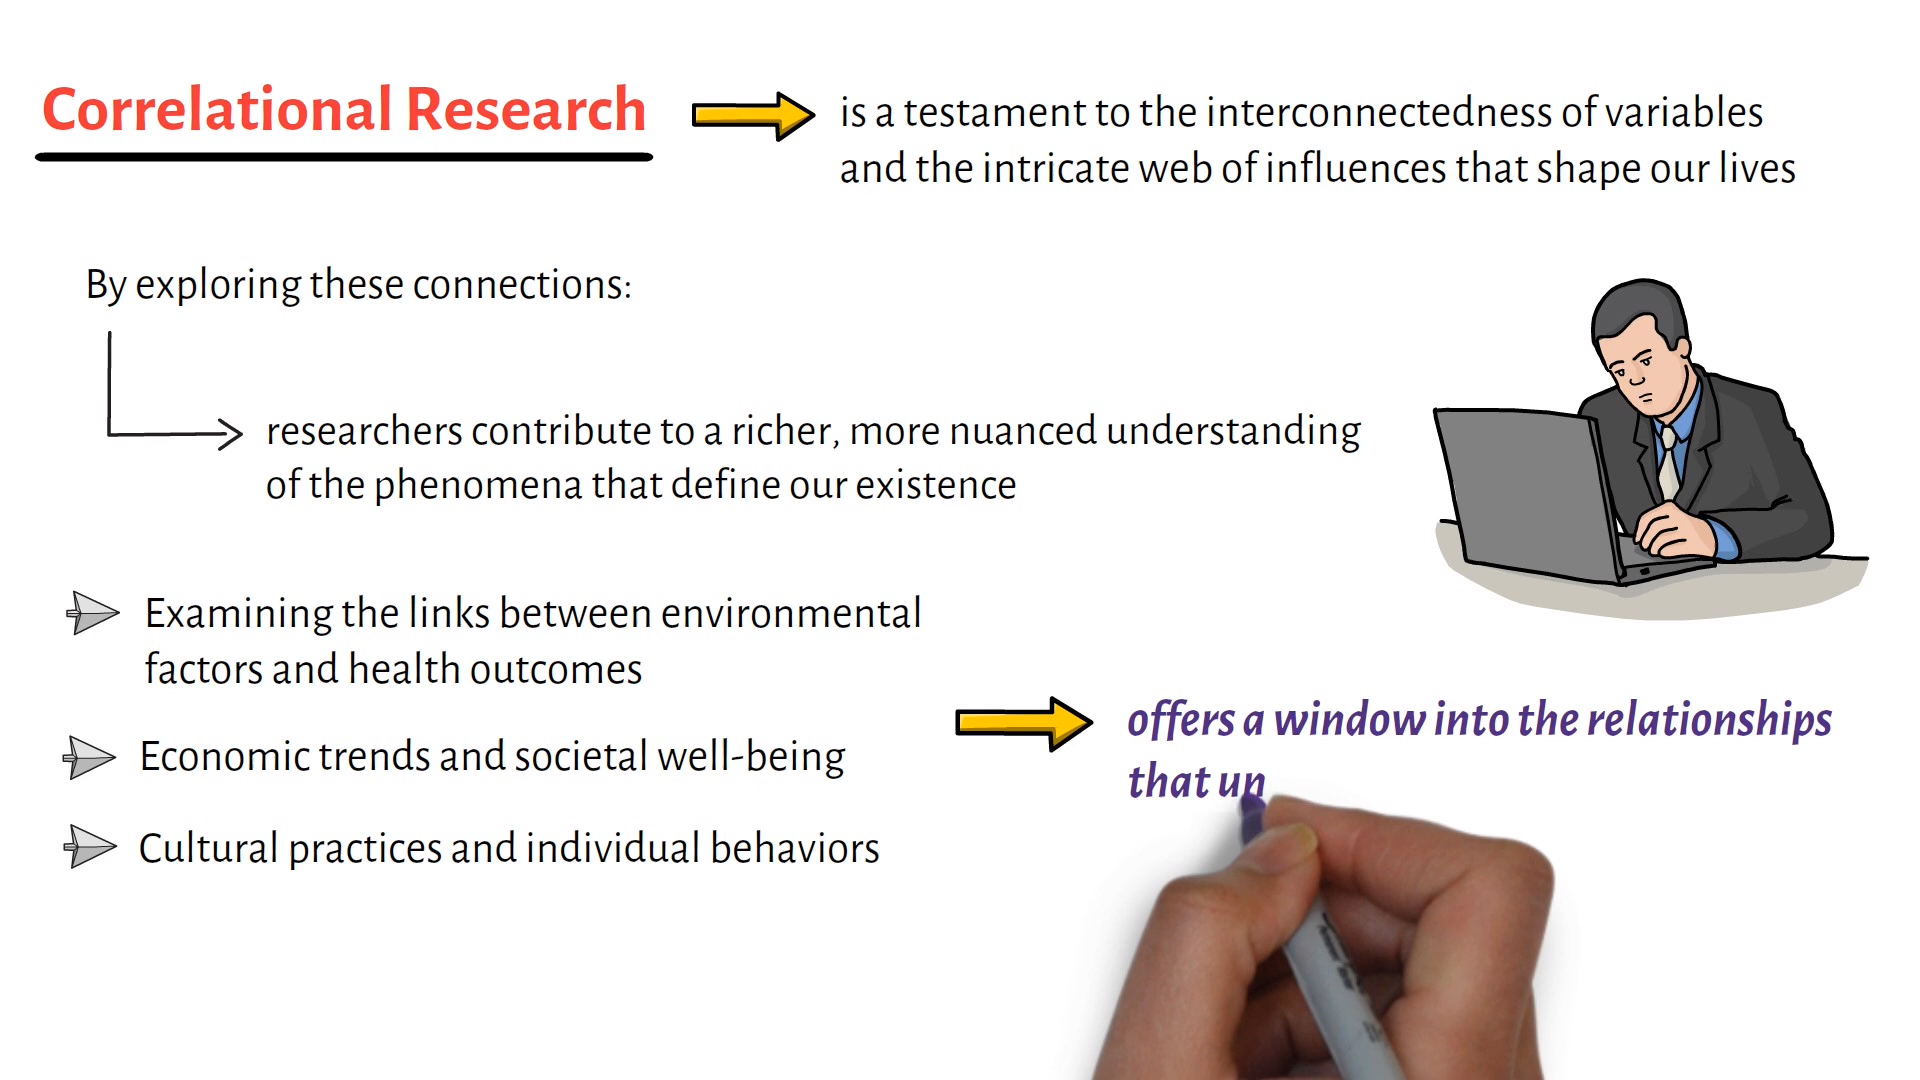 Correlational Research
is a testament to the interconnectedness of variables
and the intricate web of influences that shape our lives
By exploring these connections:
researchers contribute to a richer, more nuanced understanding
of the phenomena that define our existence
Examining the links between environmental
factors and health outcomes
Economic trends and societal well-being
Cultural practices and individual behaviors
offers a window into the relationships
that un